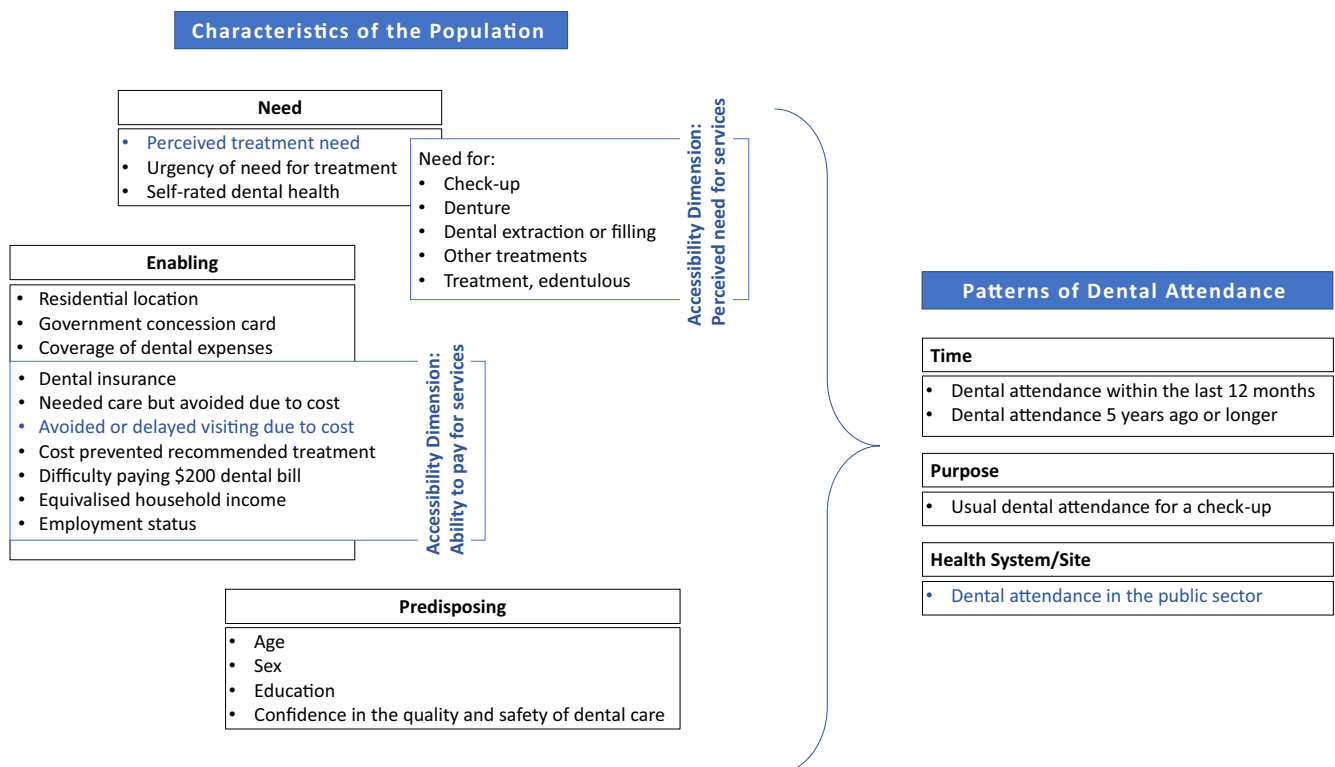 Characteristics of the Population
Need
• Perceived treatment need
• Urgency of need for treatment
• Self-rated dental health
Need for:
• Check-up
• Denture
• Dental extraction or filling
• Other treatments
• Treatment, edentulous
Accessibility Dimension:
Perceived need for services
Enabling
• Residential location
• Government concession card
• Coverage of dental expenses
• Dental insurance
• Needed care but avoided due to cost
• Avoided or delayed visiting due to cost
• Cost prevented recommended treatment
• Difficulty paying $200 dental bill
• Equivalised household income
• Employment status
Accessibility Dimension:
Ability to pay for services
Predisposing
• Age
• Sex
• Education
• Confidence in the quality and safety of dental care
Patterns of Dental Attendance
Time
• Dental attendance within the last 12 months
• Dental attendance 5 years ago or longer
Purpose
• Usual dental attendance for a check-up
Health System/Site
• Dental attendance in the public sector